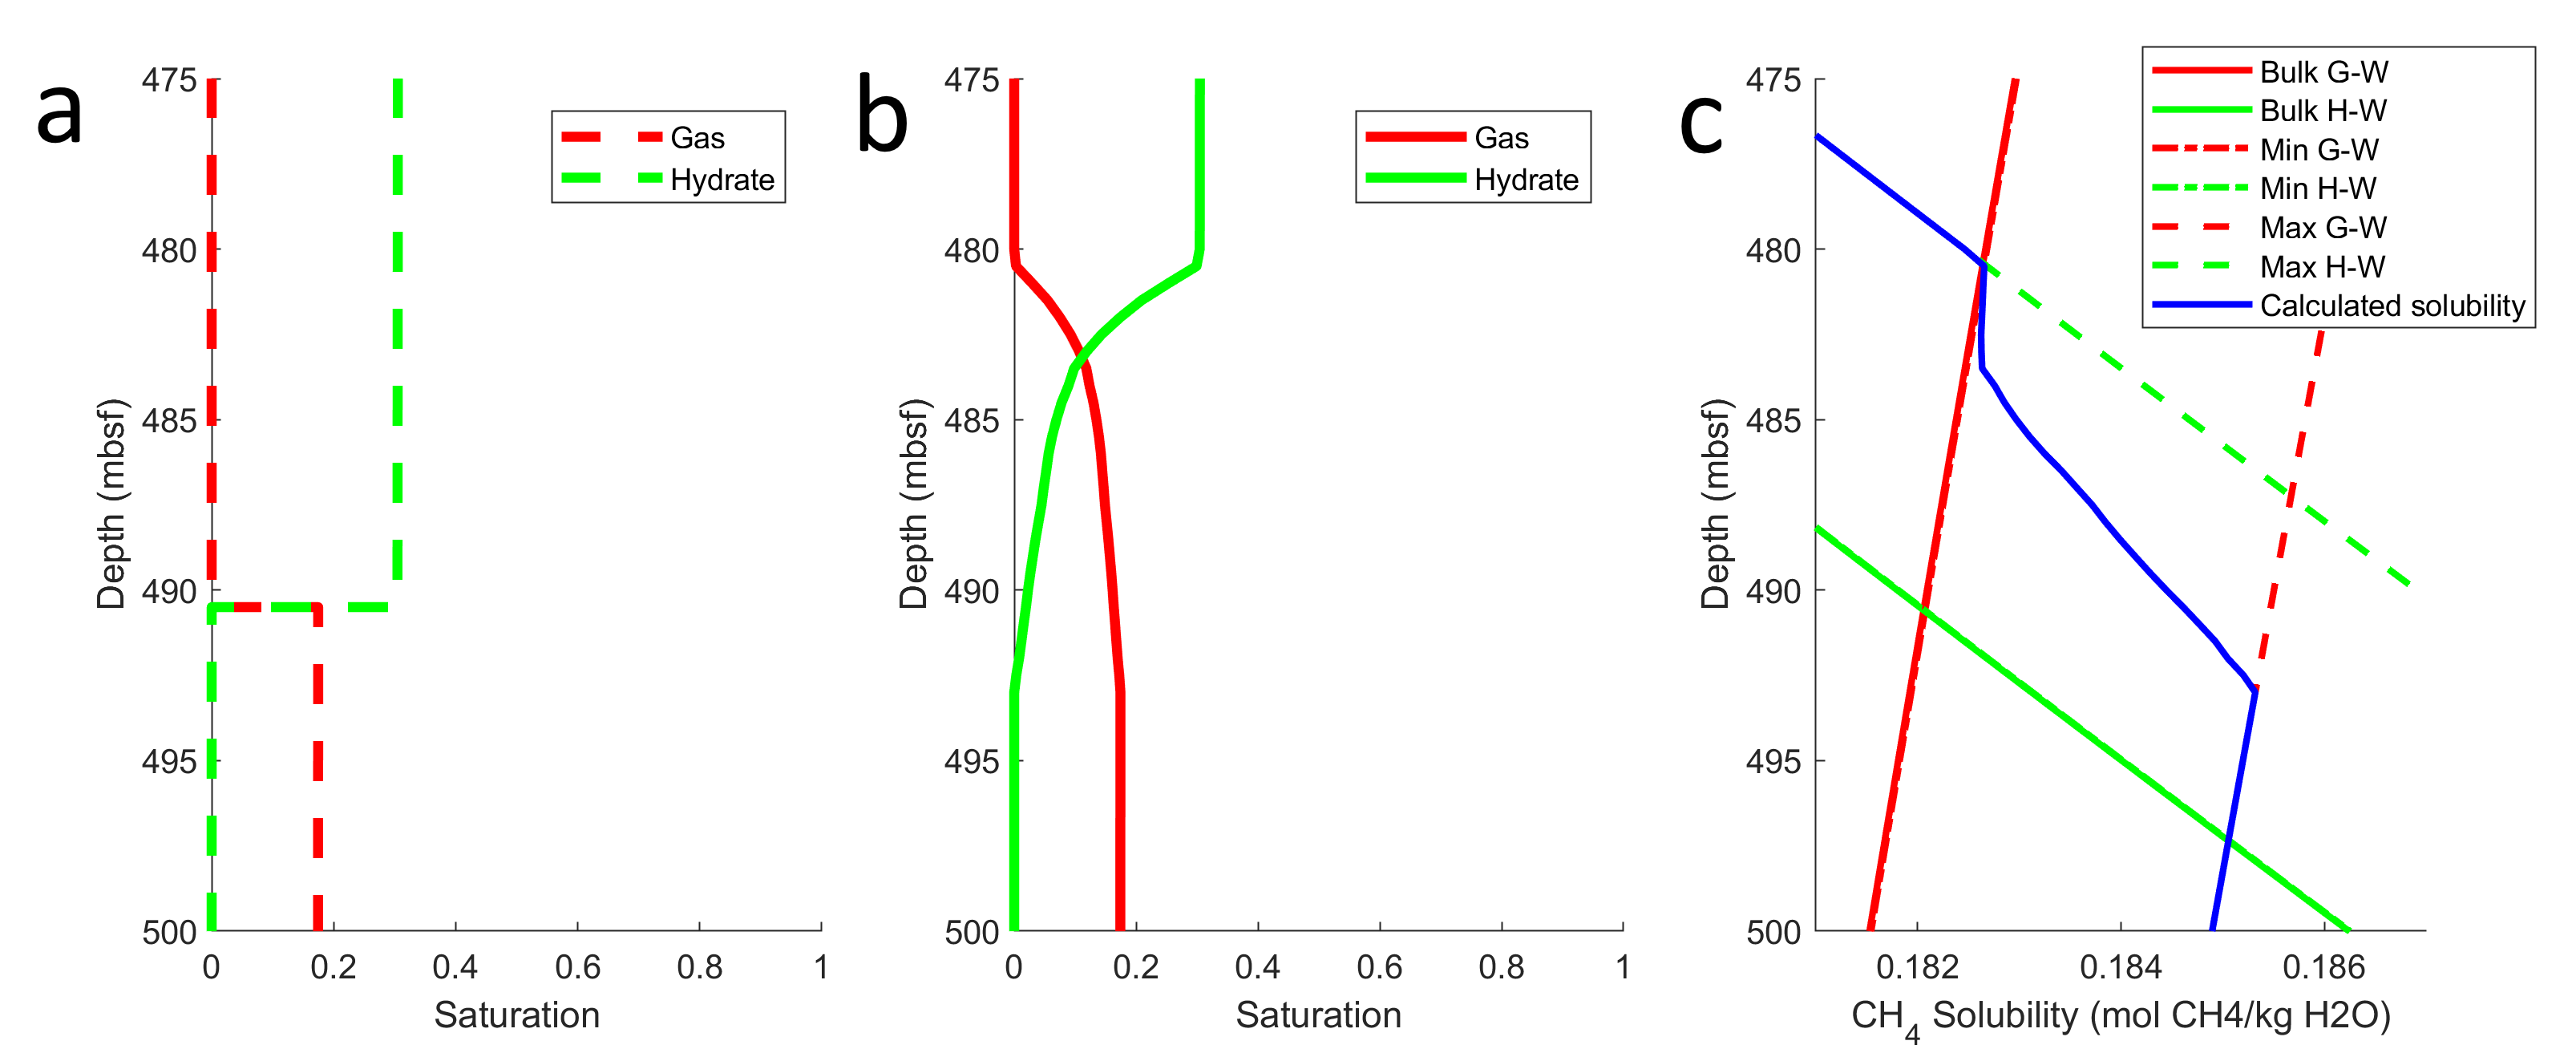 a
475
480
485
490
495
500
Depth (mbsf)
0
0.2
0.4
0.6
0.8
1
Saturation
Gas
Hydrate
b
475
480
485
490
495
500
Depth (mbsf)
0
0.2
0.4
0.6
0.8
1
Saturation
Gas
Hydrate
c
475
480
485
490
495
500
Depth (mbsf)
0.182
0.184
0.186
CH4 Solubility (mol CH4/kg H2O)
Bulk G-W
Bulk H-W
Min G-W
Min H-W
Max G-W
Max H-W
Calculated solubility